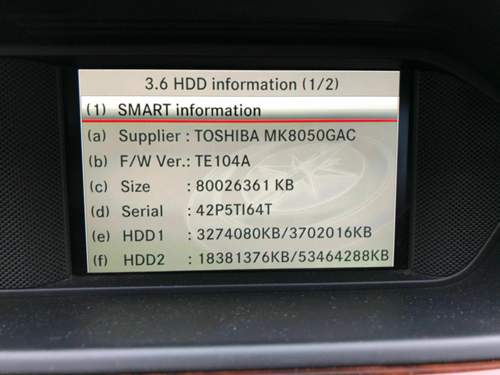 3.6 HDD information (1/2)
(1) SMART information
(a) Supplier : TOSHIBA MK8050GAC
(b) F/W Ver.: TE104A
(c) Size : 80026361 KB
(d) Serial : 42P5TI64T
(e) HDD1 : 3274080KB/3702016KB
(f) HDD2 : 18381376KB/53464288KB